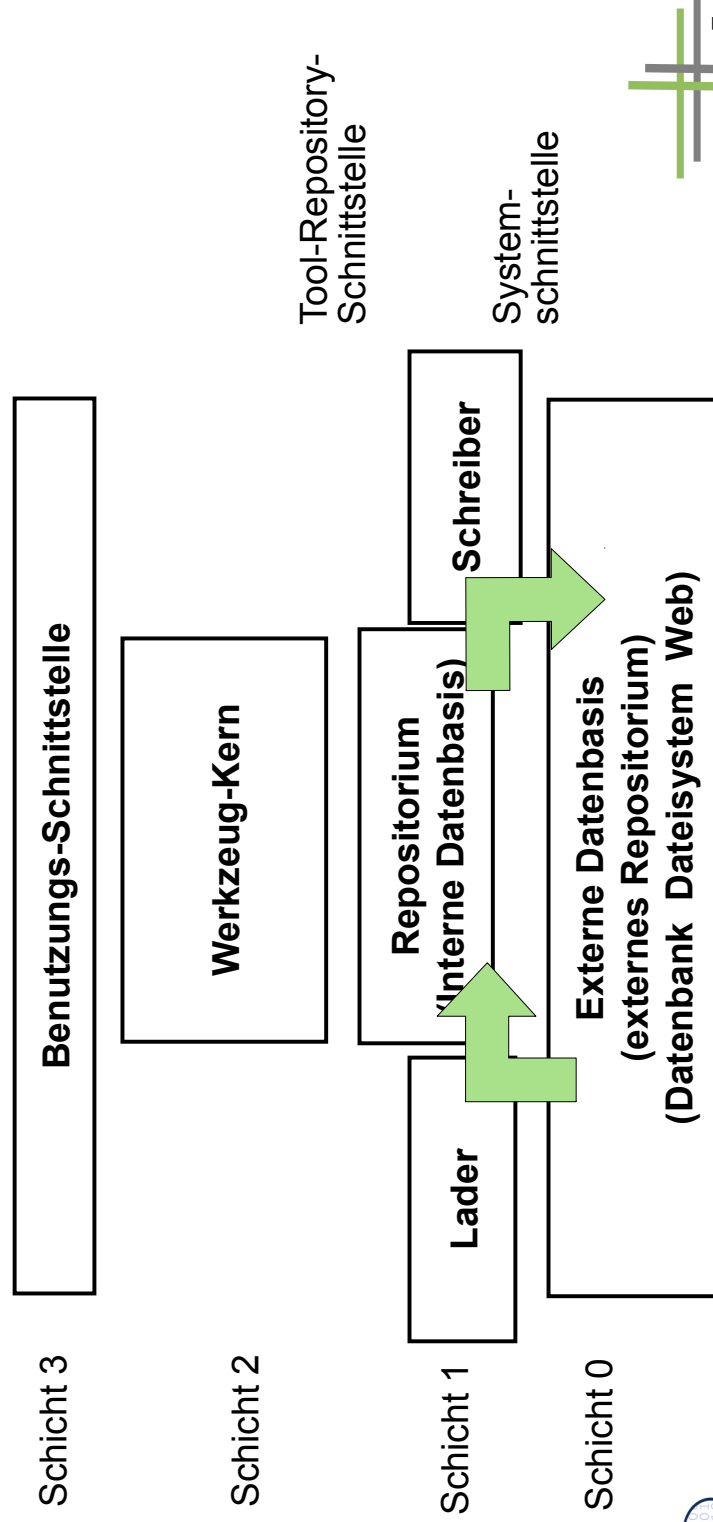 Schicht 3
Benutzungs-Schnittstelle
Schicht 2
Werkzeug-Kern
Tool-Repository-
Schnittstelle
Schicht 1
Lader
Repositorium
(Interne Datenbasis)
Schreiber
System-
schnittstelle
Schicht 0
Externe Datenbasis
(externes Repositorium)
(Datenbank Dateisystem Web)